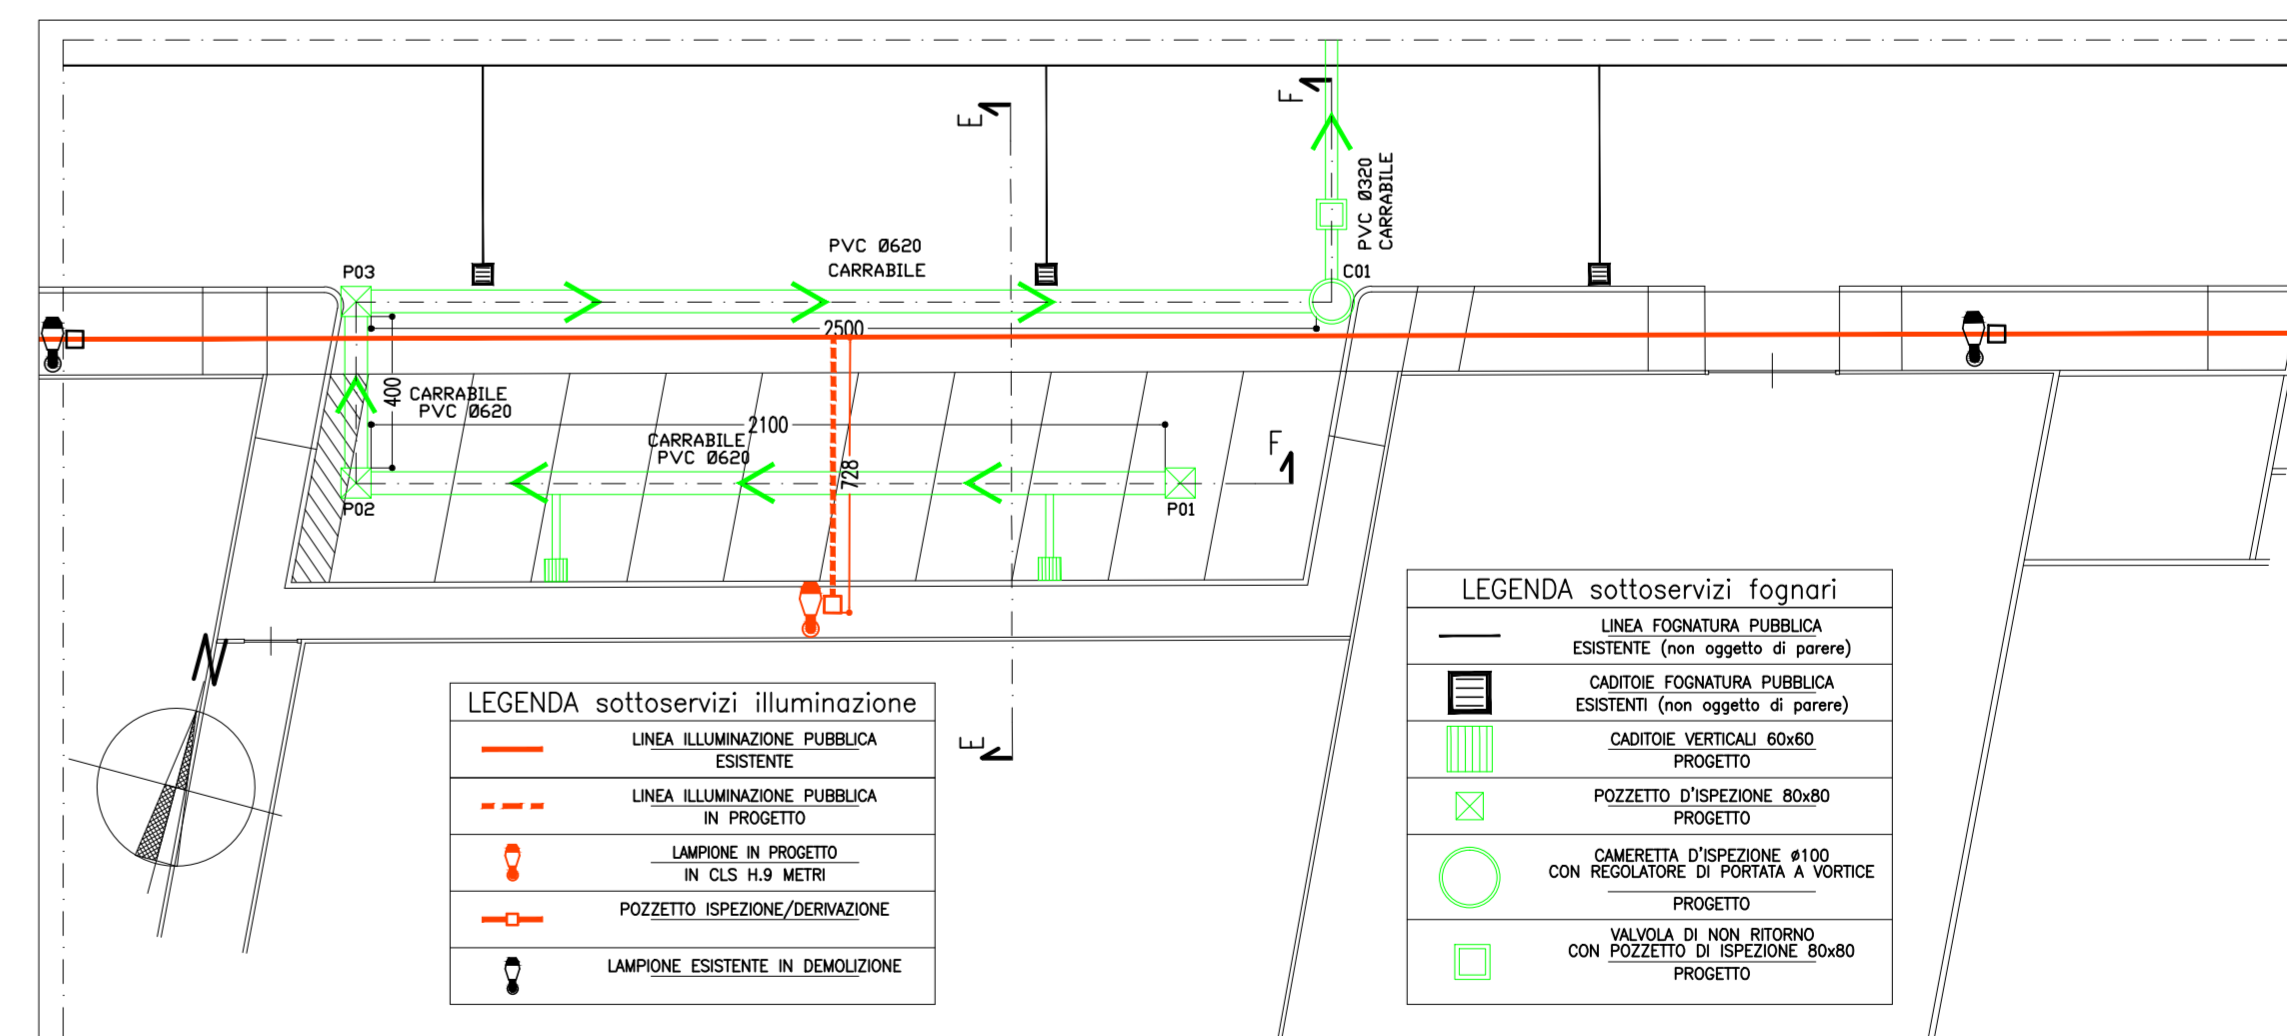 E
F
PVC Ø320
CARRABILE
PVC Ø620
CARRABILE
P03
C01
2500
400
CARRABILE
PVC Ø620
2100
CARRABILE
PVC Ø620
728
F
P02
P01
N
E
LEGENDA sottoservizi illuminazione
LINEA ILLUMINAZIONE PUBBLICA
ESISTENTE
LINEA ILLUMINAZIONE PUBBLICA
IN PROGETTO
LAMPIONE IN PROGETTO
IN CLS H.9 METRI
POZZETTO ISPEZIONE/DERIVAZIONE
LAMPIONE ESISTENTE IN DEMOLIZIONE
LEGENDA sottoservizi fognari
LINEA FOGNATURA PUBBLICA
ESISTENTE (non oggetto di parere)
CADITOIE FOGNATURA PUBBLICA
ESISTENTI (non oggetto di parere)
CADITOIE VERTICALI 60x60
PROGETTO
POZZETTO D'ISPEZIONE 80x80
PROGETTO
CAMERETTA D'ISPEZIONE ø100
CON REGOLATORE DI PORTATA A VORTICE
PROGETTO
VALVOLA DI NON RITORNO
CON POZZETTO DI ISPEZIONE 80x80
PROGETTO